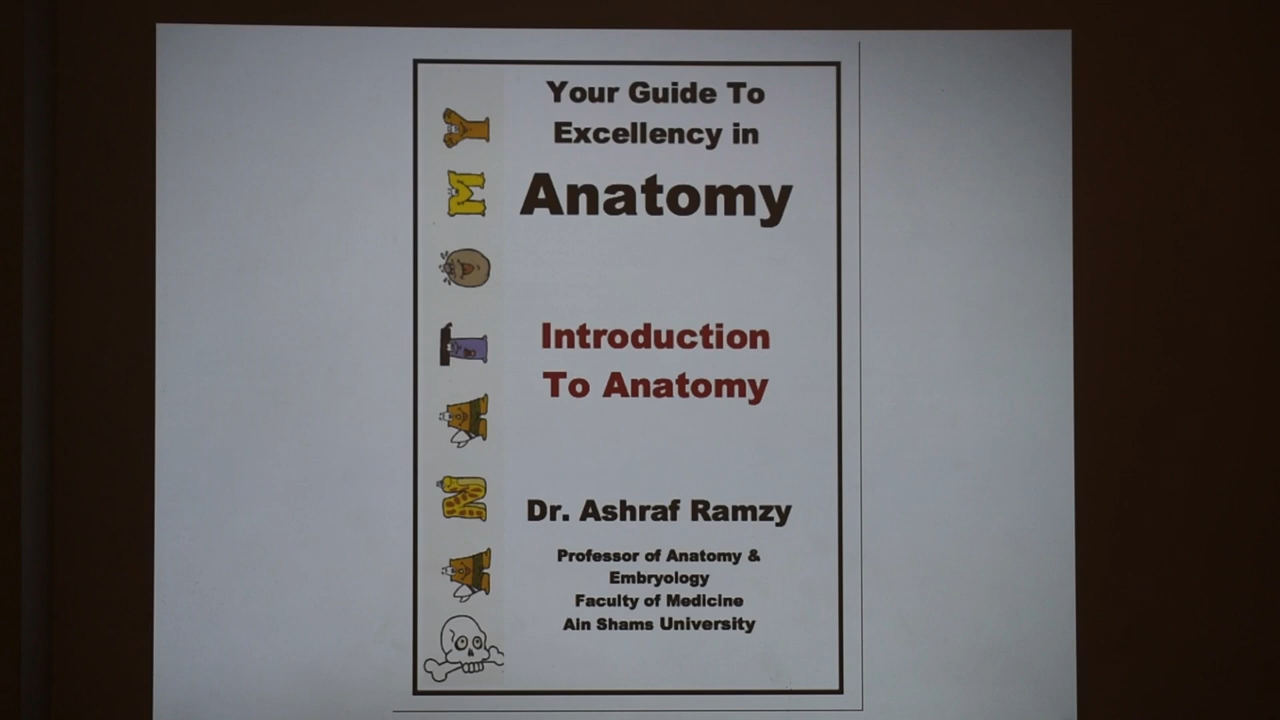 Your Guide To
Excellency in
Anatomy
Introduction
To Anatomy
Dr. Ashraf Ramzy
Professor of Anatomy &
Embryology
Faculty of Medicine
Ain Shams University
ANATOMY